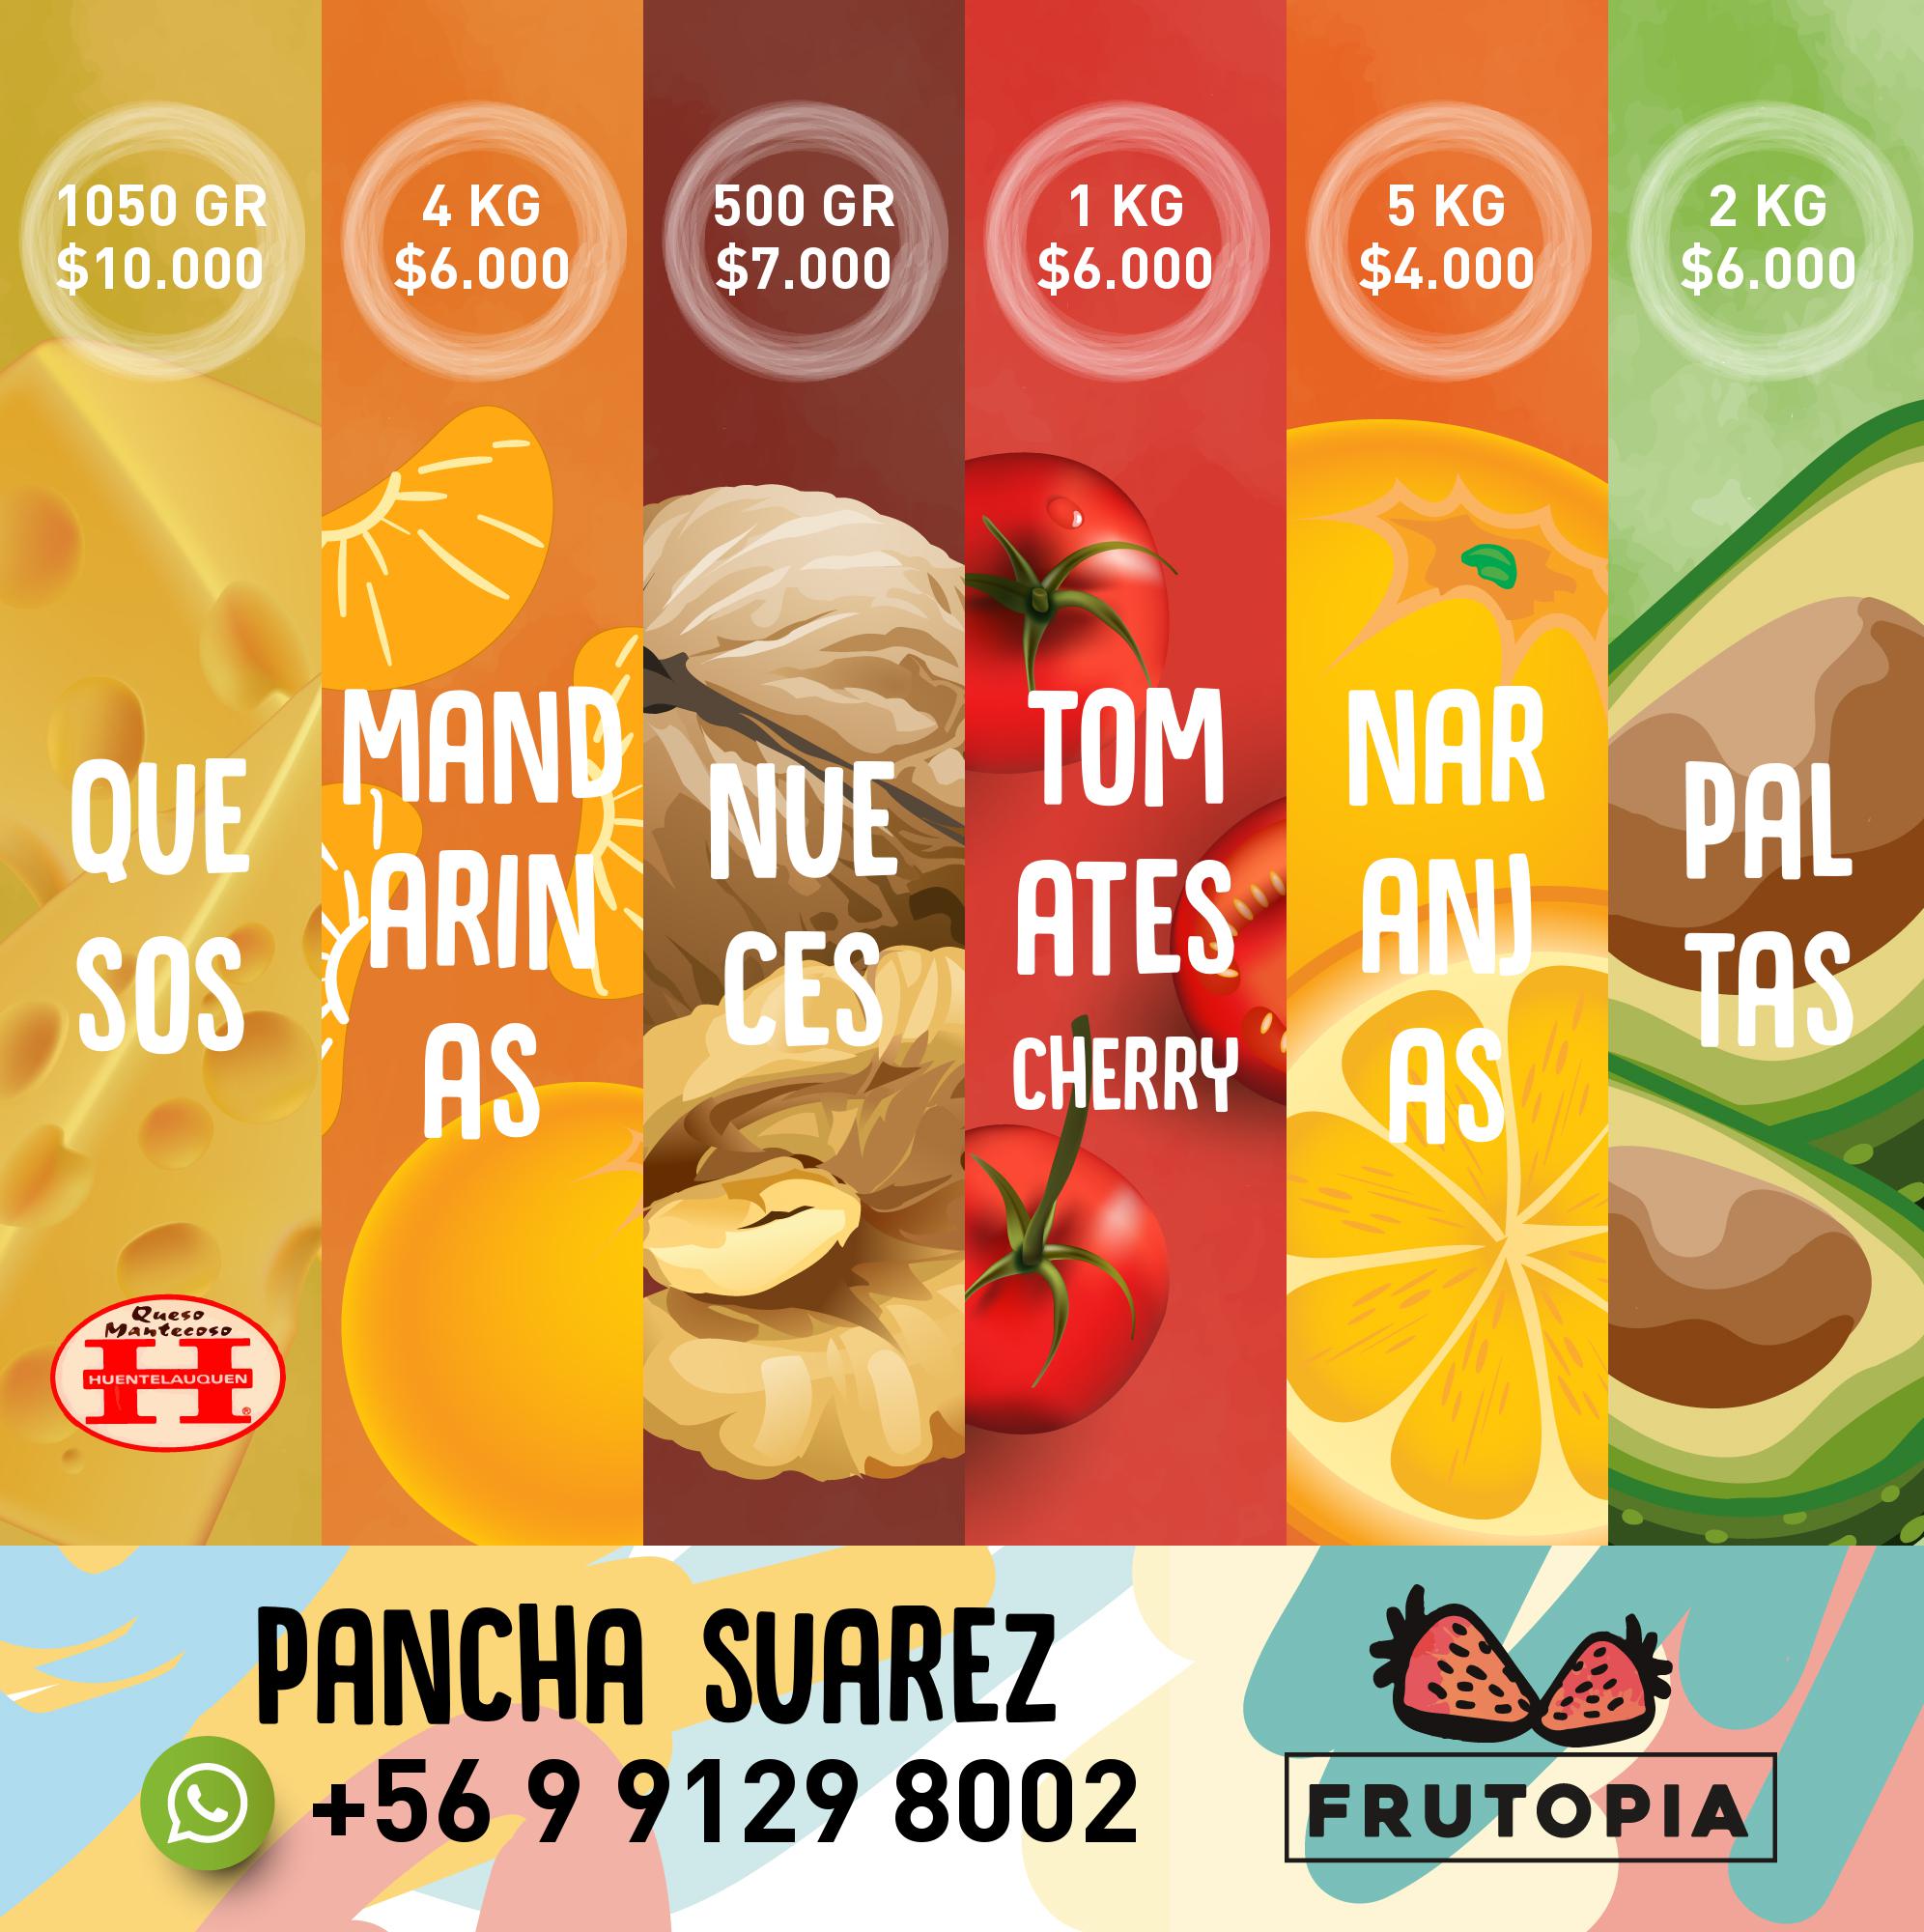 1050 GR
$10.000
QUE
SOS
Queso
Mantecoso
H
HUENTELAUQUEN
®
4 KG
$6.000
MAND
ARIN
AS
500 GR
$7.000
NUE
CES
1 KG
$6.000
TOM
ATES
CHERRY
5 KG
$4.000
NAR
ANJ
AS
2 KG
$6.000
PAL
TAS
PANCHA SUAREZ
+56 9 9129 8002
FRUTOPIA